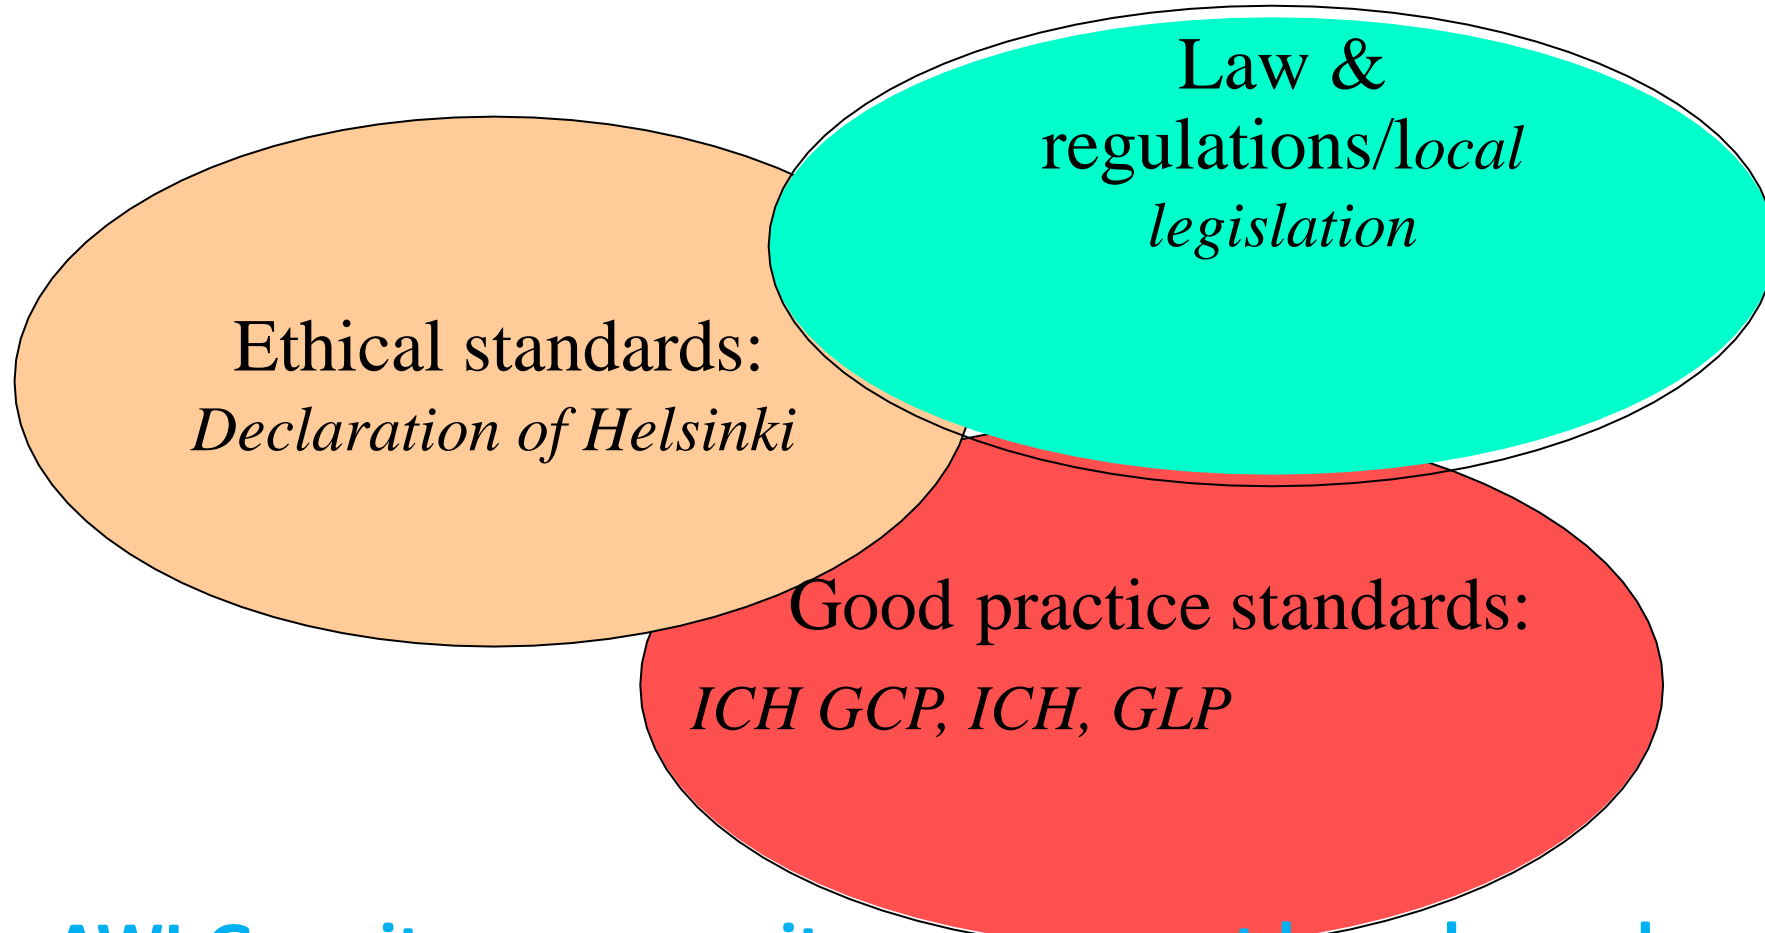 Law &
regulations/local
legislation
Ethical standards:
Declaration of Helsinki
Good practice standards:
ICH GCP, ICH, GLP